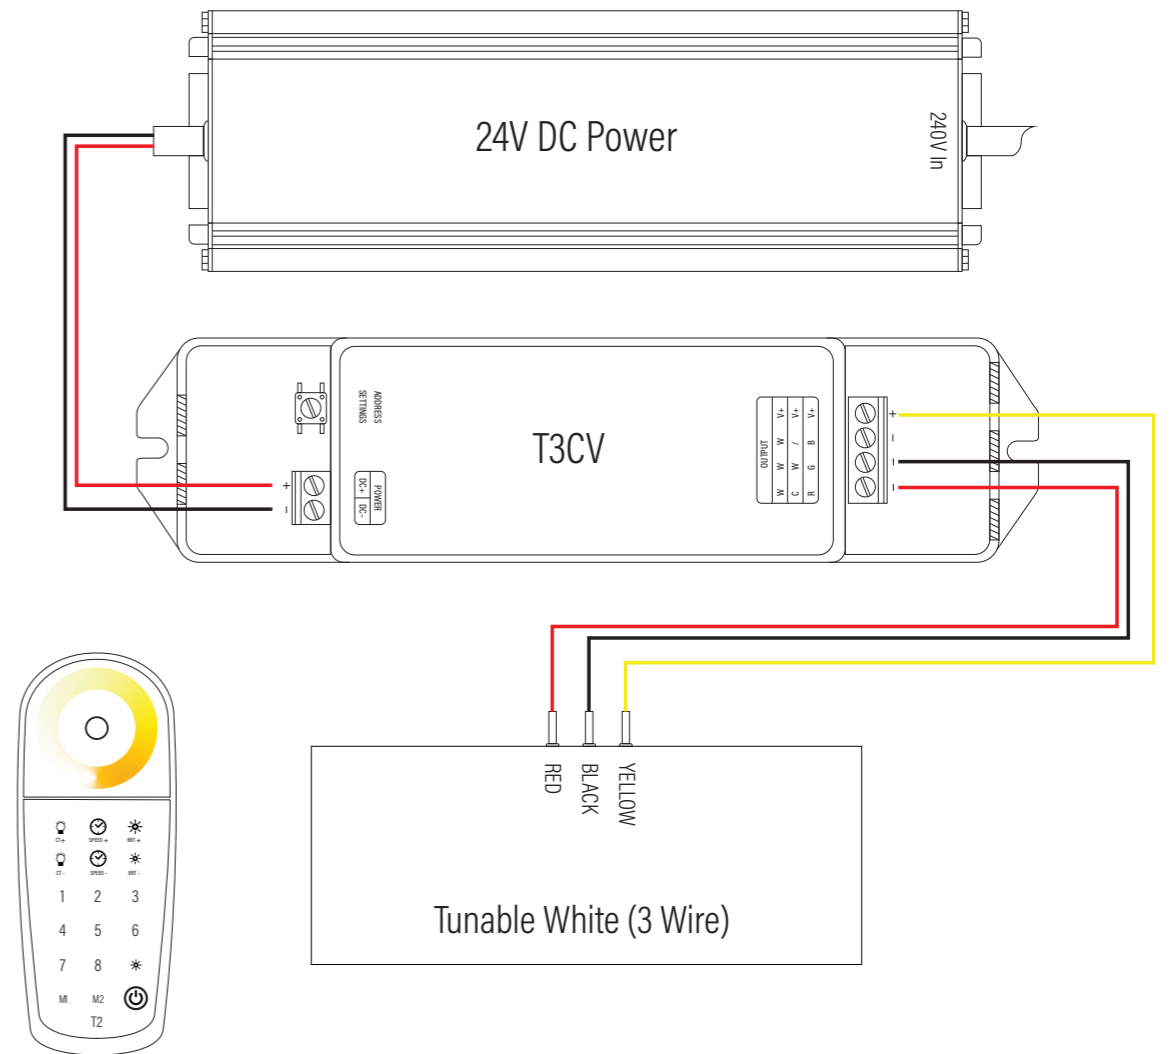 24V DC Power
240V In
ADDRESS
SETTINGS
T3CV
POWER
DC+ DC-
+
-
OUTPUT
W W W V+
C W / V+
R G B V+
+
-
-
-
RED
BLACK
YELLOW
Tunable White (3 Wire)
CT+ SPEED+ BRT+
CT- SPEED- BRT-
1 2 3
4 5 6
7 8
M1 M2
T2